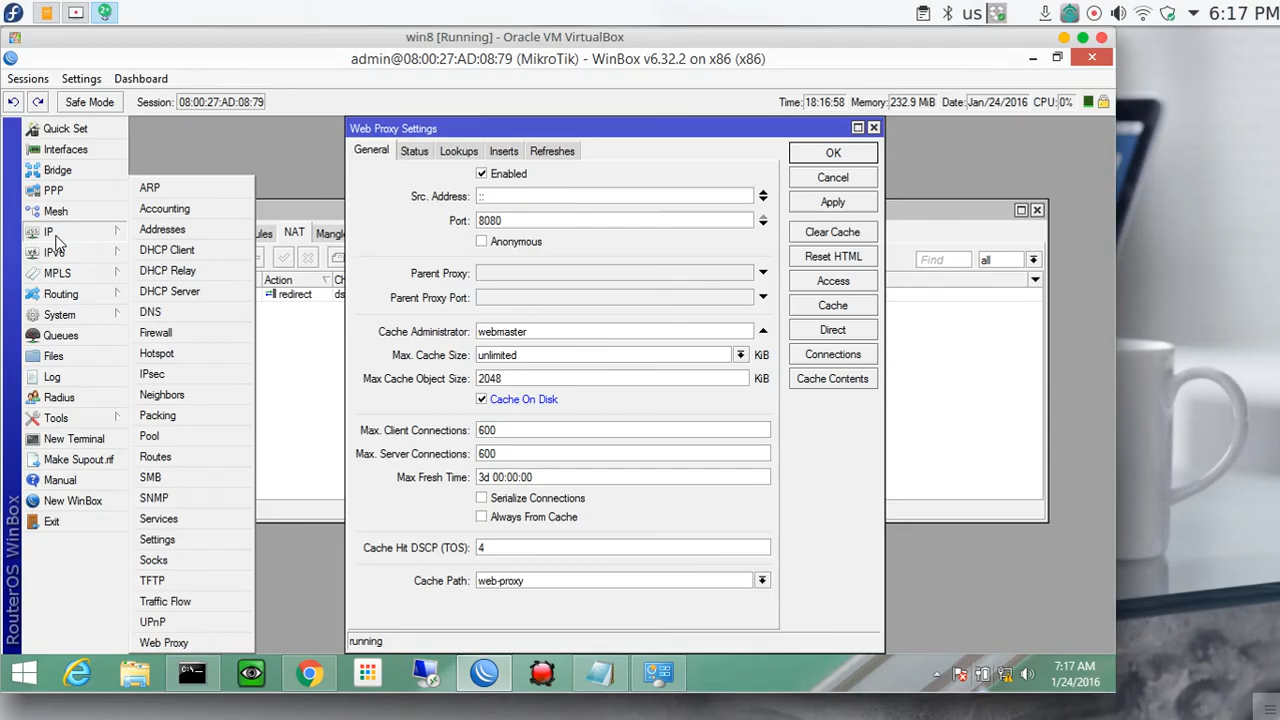 us
6:17 PM
win8 [Running] - Oracle VM VirtualBox
admin@08:00:27:AD:08:79 (MikroTik) - WinBox v6.32.2 on x86 (x86)
Sessions Settings Dashboard
Safe Mode Session: 08:00:27:AD:08:79 Time: 18:16:58 Memory: 232.9 MiB Date: Jan/24/2016 CPU: 0%
Quick Set
Interfaces
Bridge
PPP
Mesh
IP
IPv6
MPLS
Routing
System
Queues
Files
Log
Radius
Tools
New Terminal
Make Supout.rif
Manual
New WinBox
Exit
RouterOS WinBox
ARP
Accounting
Addresses
DHCP Client
DHCP Relay
DHCP Server
DNS
Firewall
Hotspot
IPsec
Neighbors
Packing
Pool
Routes
SMB
SNMP
Services
Settings
Socks
TFTP
Traffic Flow
UPnP
Web Proxy
NAT
Action
redirect
Find
all
Web Proxy Settings
General Status Lookups Inserts Refreshes
Enabled
Src. Address: ::
Port: 8080
Anonymous
Parent Proxy:
Parent Proxy Port:
Cache Administrator: webmaster
Max. Cache Size: unlimited KiB
Max Cache Object Size: 2048 KiB
Cache On Disk
Max. Client Connections: 600
Max. Server Connections: 600
Max Fresh Time: 3d 00:00:00
Serialize Connections
Always From Cache
Cache Hit DSCP (TOS): 4
Cache Path: web-proxy
running
OK
Cancel
Apply
Clear Cache
Reset HTML
Access
Cache
Direct
Connections
Cache Contents
7:17 AM
1/24/2016